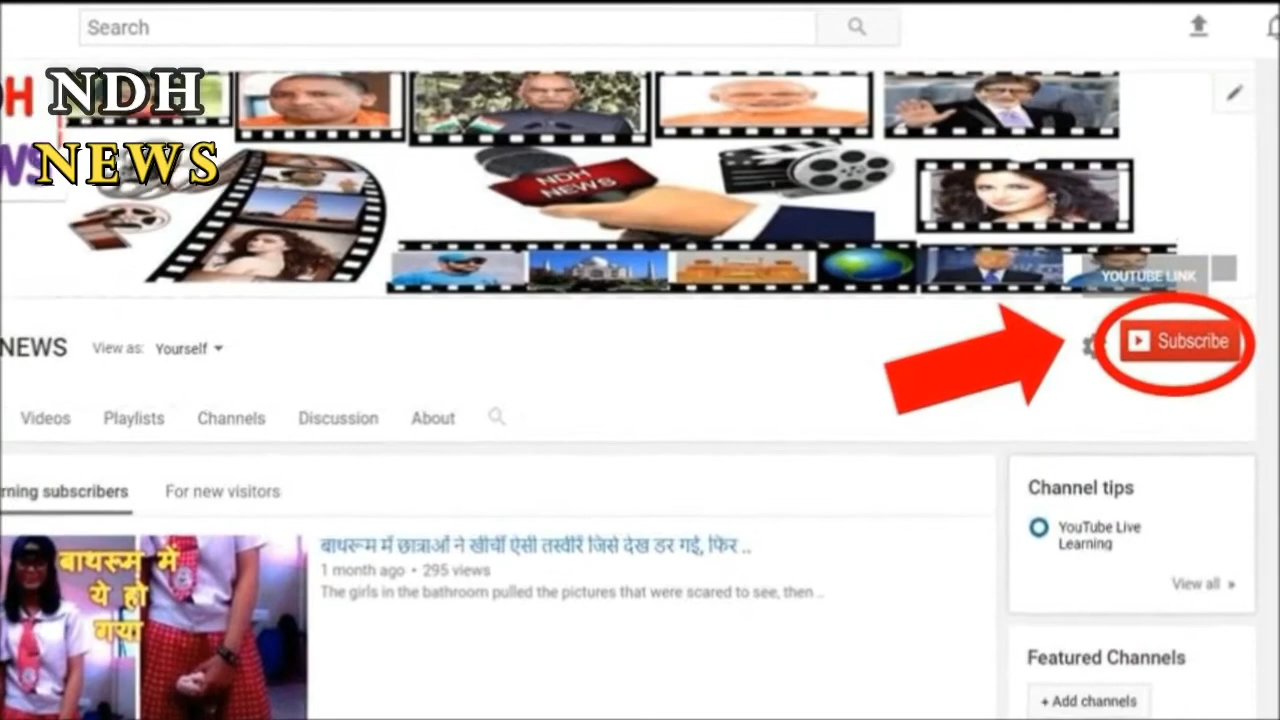 Search
NDH
NEWS
NDH
NEWS
YOUTUBE LINK
NEWS View as: Yourself
Subscribe
Videos Playlists Channels Discussion About
rning subscribers For new visitors
Channel tips
YouTube Live
Learning
View all »
बाथरूम में
ये हो
गया
बाथरूम में छात्राओं ने खीचीं ऐसी तस्वीरें जिसे देख डर गई, फिर ..
1 month ago • 295 views
The girls in the bathroom pulled the pictures that were scared to see, then ...
Featured Channels
+ Add channels